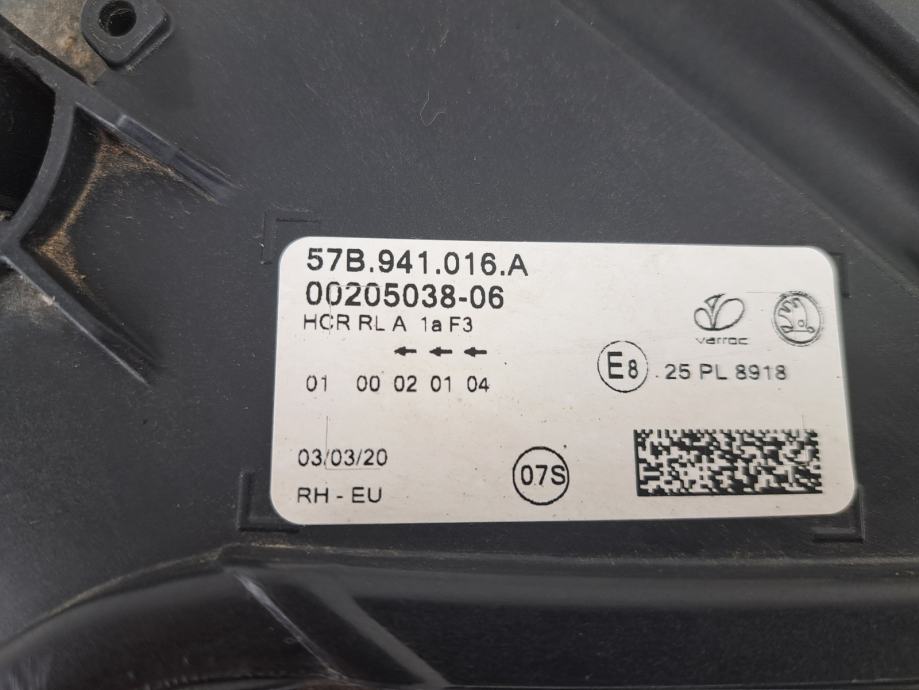 57B.941.016.A
00205038-06
HCR RL A 1a F3
← ← ←
01 00 02 01 04
varroc
E8 25 PL 8918
03/03/20
07S
RH - EU